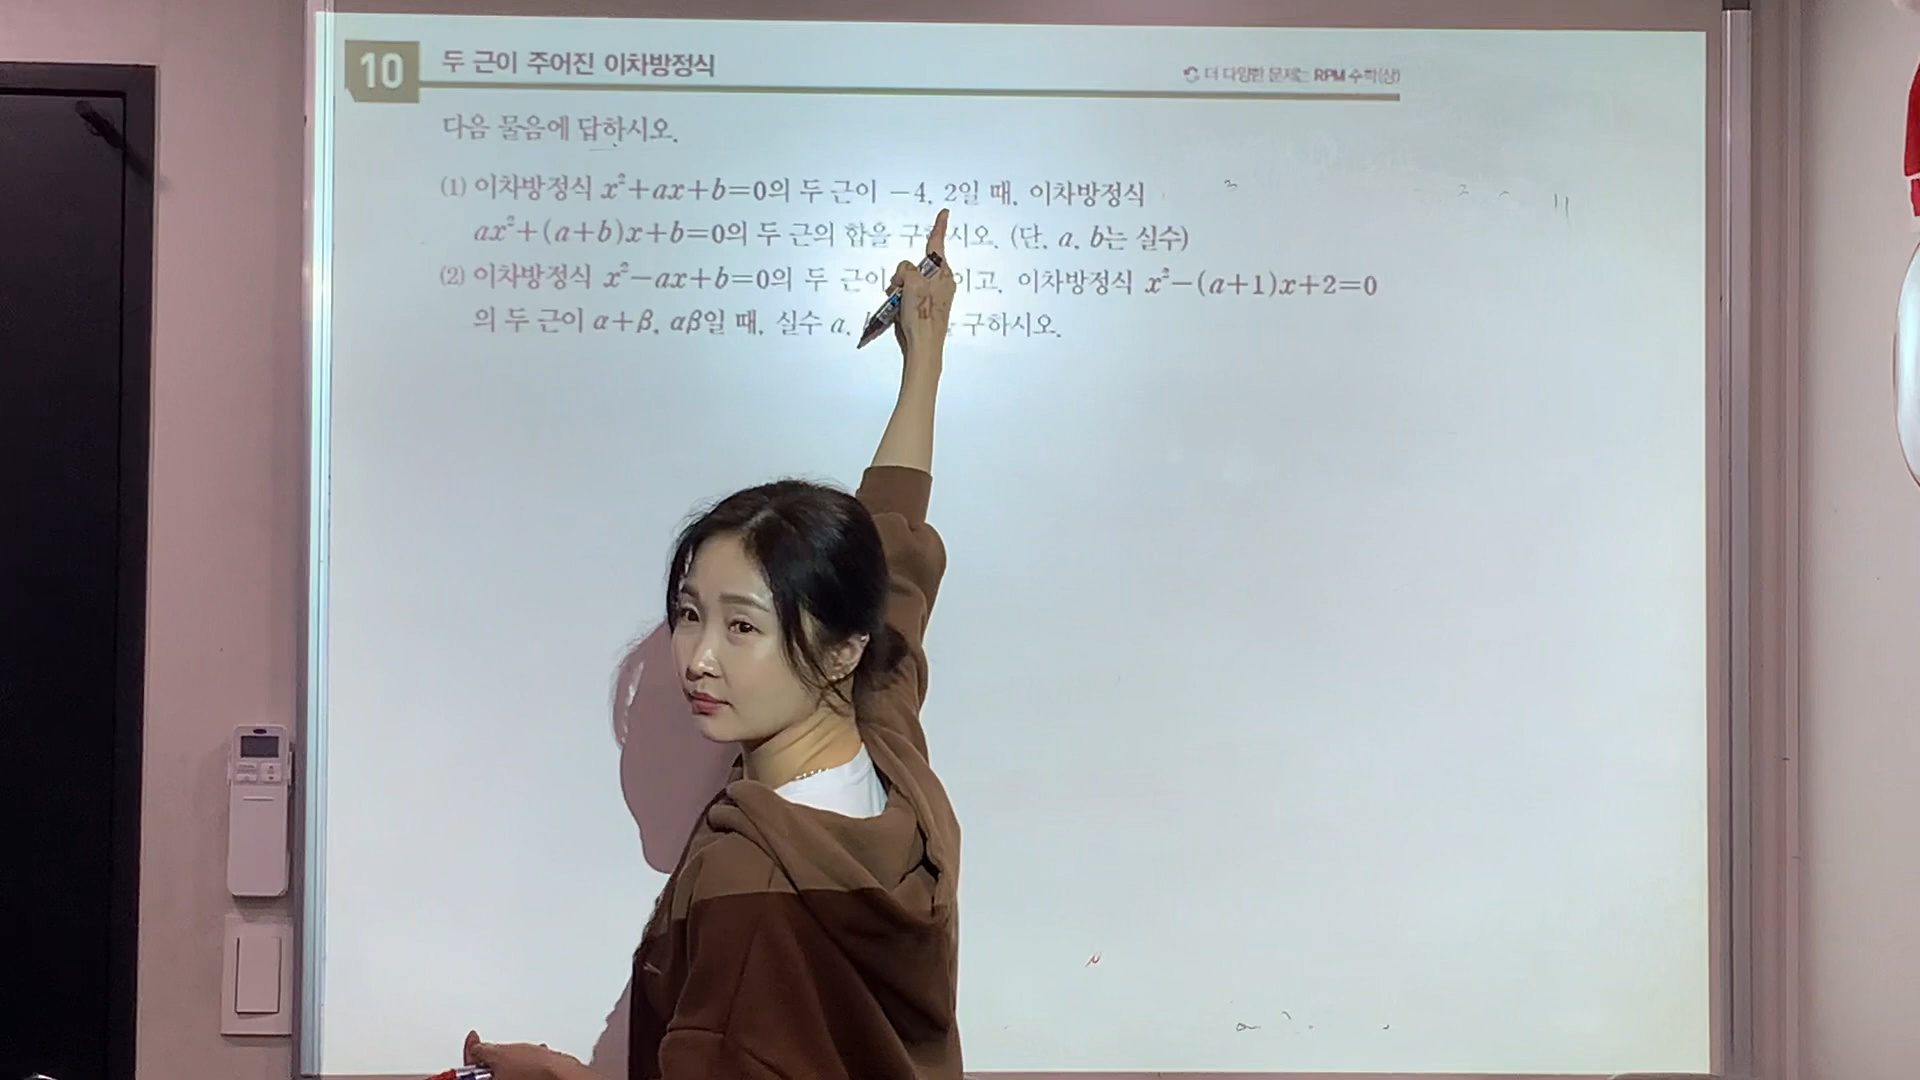 10 두 근이 주어진 이차방정식
더 다양한 문제는 RPM 수학(상)
다음 물음에 답하시오.
(1) 이차방정식 x²+ax+b=0의 두 근이 −4, 2일 때, 이차방정식
ax²+(a+b)x+b=0의 두 근의 합을 구하시오. (단, a, b는 실수)
(2) 이차방정식 x²−ax+b=0의 두 근이 이고, 이차방정식 x²−(a+1)x+2=0
의 두 근이 α+β, αβ일 때, 실수 a, 값 구하시오.